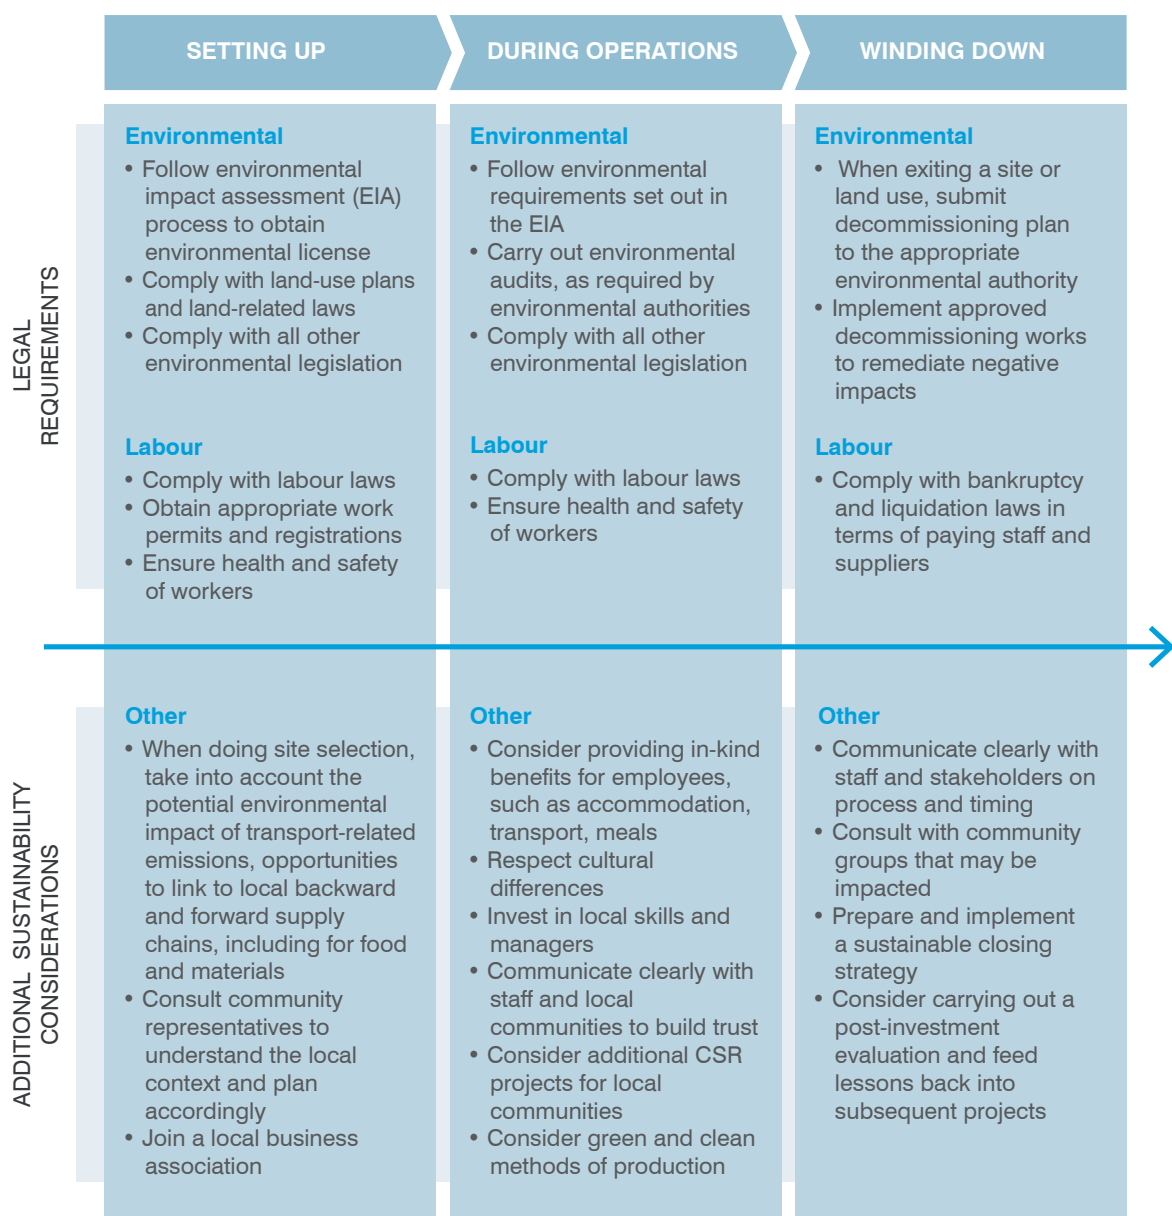 SETTING UP
DURING OPERATIONS
WINDING DOWN
LEGAL
REQUIREMENTS
Environmental
• Follow environmental
impact assessment (EIA)
process to obtain
environmental license
• Comply with land-use plans
and land-related laws
• Comply with all other
environmental legislation
Labour
• Comply with labour laws
• Obtain appropriate work
permits and registrations
• Ensure health and safety
of workers
Environmental
• Follow environmental
requirements set out in
the EIA
• Carry out environmental
audits, as required by
environmental authorities
• Comply with all other
environmental legislation
Labour
• Comply with labour laws
• Ensure health and safety
of workers
Environmental
• When exiting a site or
land use, submit
decommissioning plan
to the appropriate
environmental authority
• Implement approved
decommissioning works
to remediate negative
impacts
Labour
• Comply with bankruptcy
and liquidation laws in
terms of paying staff and
suppliers
ADDITIONAL SUSTAINABILITY
CONSIDERATIONS
Other
• When doing site selection,
take into account the
potential environmental
impact of transport-related
emissions, opportunities
to link to local backward
and forward supply
chains, including for food
and materials
• Consult community
representatives to
understand the local
context and plan
accordingly
• Join a local business
association
Other
• Consider providing in-kind
benefits for employees,
such as accommodation,
transport, meals
• Respect cultural
differences
• Invest in local skills and
managers
• Communicate clearly with
staff and local
communities to build trust
• Consider additional CSR
projects for local
communities
• Consider green and clean
methods of production
Other
• Communicate clearly with
staff and stakeholders on
process and timing
• Consult with community
groups that may be
impacted
• Prepare and implement
a sustainable closing
strategy
• Consider carrying out a
post-investment
evaluation and feed
lessons back into
subsequent projects